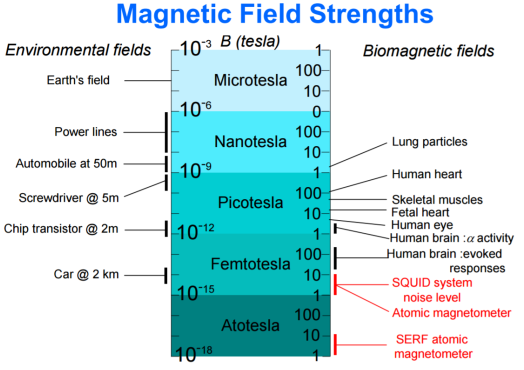 Magnetic Field Strengths
Environmental fields
B (tesla)
Biomagnetic fields
10⁻³
1
Earth's field
Microtesla
100
10
10⁻⁶
0
Power lines
Nanotesla
100
10
Lung particles
Automobile at 50m
10⁻⁹
1
Human heart
Screwdriver @ 5m
Picotesla
100
Skeletal muscles
10
Fetal heart
Human eye
Chip transistor @ 2m
10⁻¹²
1
Human brain :α activity
Femtotesla
100
Human brain :evoked
responses
Car @ 2 km
10
SQUID system
noise level
10⁻¹⁵
1
Atomic magnetometer
Atotesla
100
10
SERF atomic
magnetometer
10⁻¹⁸
1